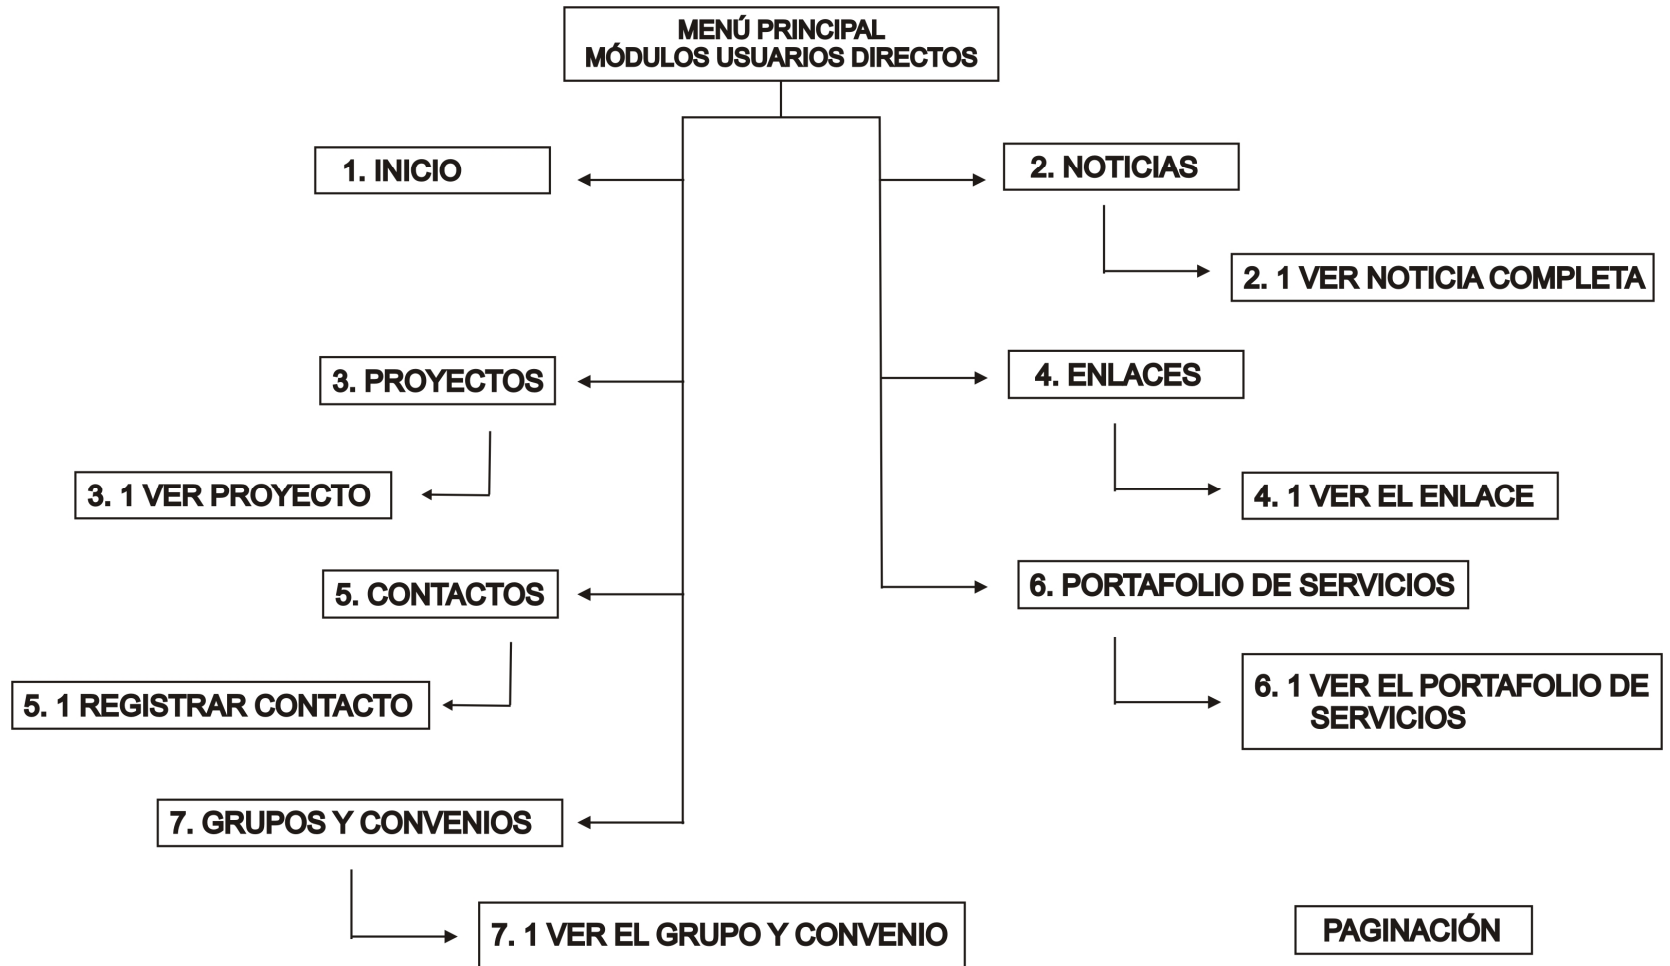 MENÚ PRINCIPAL
MÓDULOS USUARIOS DIRECTOS
1. INICIO
2. NOTICIAS
2. 1 VER NOTICIA COMPLETA
3. PROYECTOS
4. ENLACES
3. 1 VER PROYECTO
4. 1 VER EL ENLACE
5. CONTACTOS
6. PORTAFOLIO DE SERVICIOS
5. 1 REGISTRAR CONTACTO
6. 1 VER EL PORTAFOLIO DE
SERVICIOS
7. GRUPOS Y CONVENIOS
7. 1 VER EL GRUPO Y CONVENIO
PAGINACIÓN